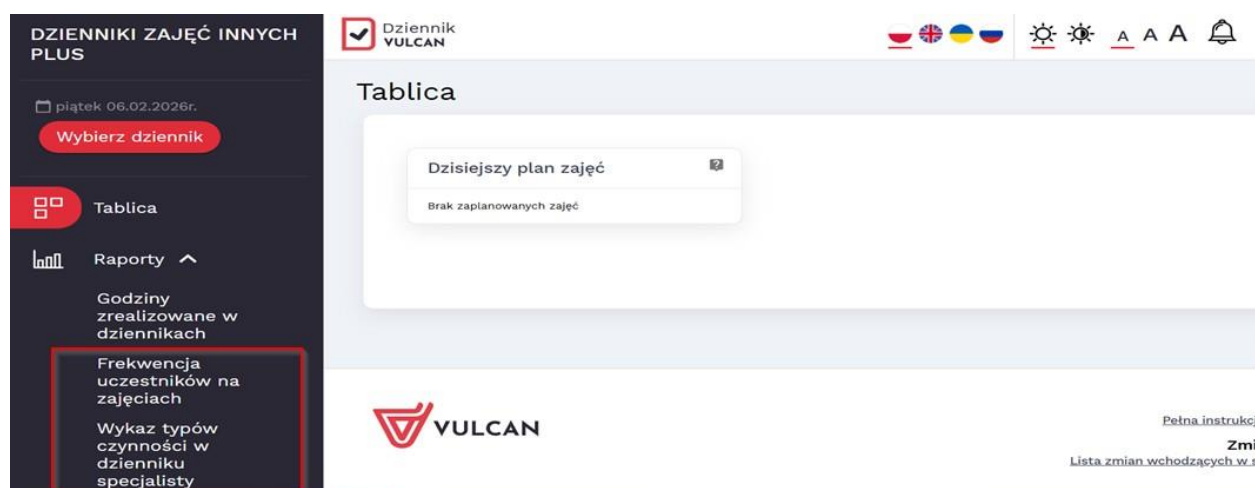 DZIENNIKI ZAJĘĆ INNYCH
PLUS
piątek 06.02.2026r.
Wybierz dziennik
Tablica
Raporty
Godziny
zrealizowane w
dziennikach
Frekwencja
uczestników na
zajęciach
Wykaz typów
czynności w
dzienniku
specjalisty
Dziennik
VULCAN
A A A
Tablica
Dzisiejszy plan zajęć
Brak zaplanowanych zajęć
VULCAN
Pełna
Lista zmian wchodzących w